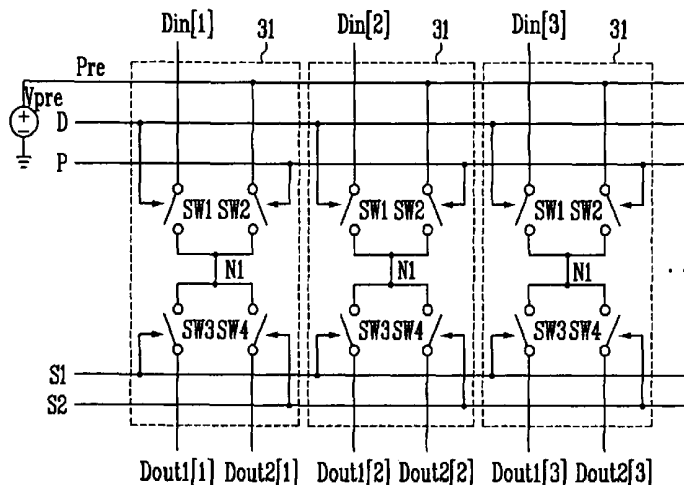 Din[1] 31 Din[2] 31 Din[3] 31
Pre
Vpre
+
−
D
P
SW1 SW2 SW1 SW2 SW1 SW2
N1 N1 N1
SW3 SW4 SW3 SW4 SW3 SW4
S1
S2
Dout1[1] Dout2[1] Dout1[2] Dout2[2] Dout1[3] Dout2[3]